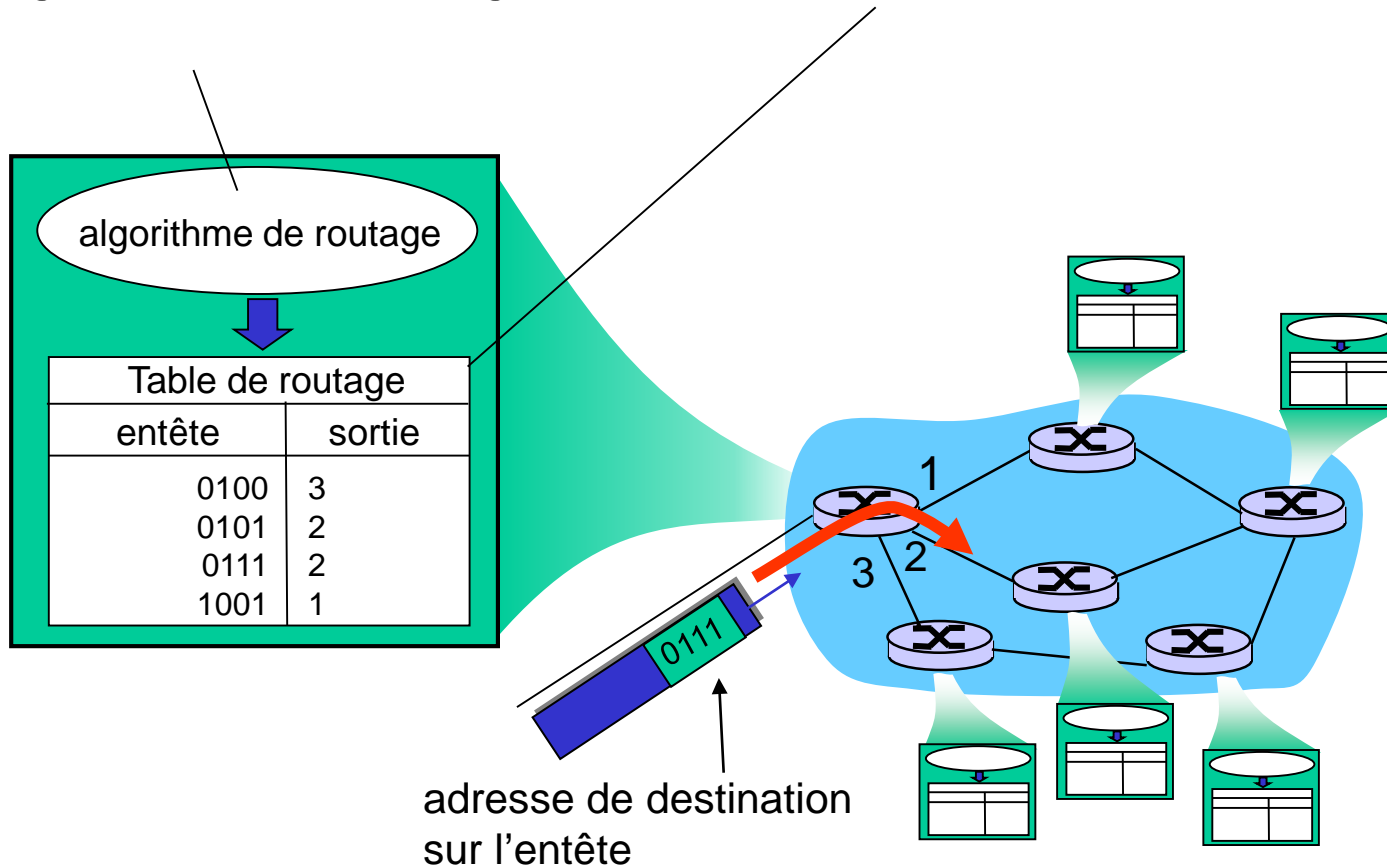 algorithme de routage
Table de routage
entête sortie
0100 3
0101 2
0111 2
1001 1
1
2
3
0111
adresse de destination
sur l'entête